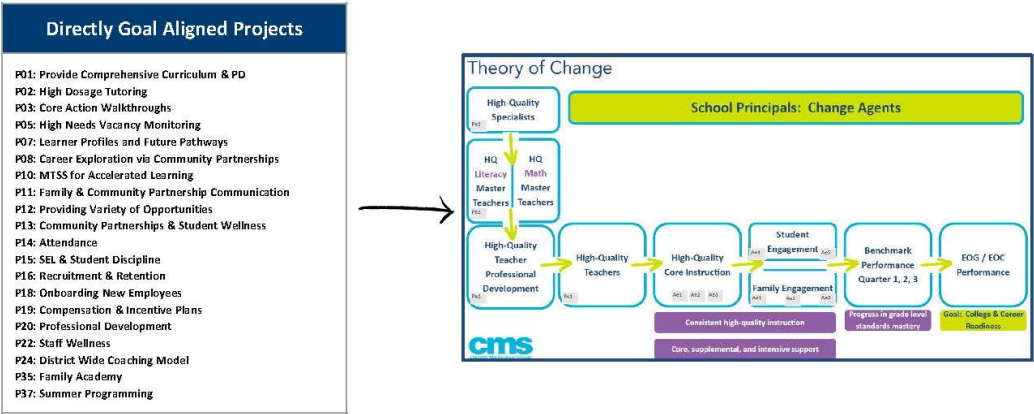 Directly Goal Aligned Projects
P01: Provide Comprehensive Curriculum & PD
P02: High Dosage Tutoring
P03: Core Action Walkthroughs
P05: High Needs Vacancy Monitoring
P07: Learner Profiles and Future Pathways
P08: Career Exploration via Community Partnerships
P10: MTSS for Accelerated Learning
P11: Family & Community Partnership Communication
P12: Providing Variety of Opportunities
P13: Community Partnerships & Student Wellness
P14: Attendance
P15: SEL & Student Discipline
P16: Recruitment & Retention
P18: Onboarding New Employees
P19: Compensation & Incentive Plans
P20: Professional Development
P22: Staff Wellness
P24: District Wide Coaching Model
P35: Family Academy
P37: Summer Programming
Theory of Change
High-Quality
Specialists
School Principals: Change Agents
HQ
Literacy
Master
Teachers
HQ
Math
Master
Teachers
High-Quality
Teacher
Professional
Development
High-Quality
Teachers
High-Quality
Core Instruction
Student
Engagement
Family Engagement
Benchmark
Performance
Quarter 1, 2, 3
EOG / EOC
Performance
Consistent high-quality instruction
Core, supplemental, and intensive support
Progress in grade level
standards mastery
Goal: College & Career
Readiness
cms